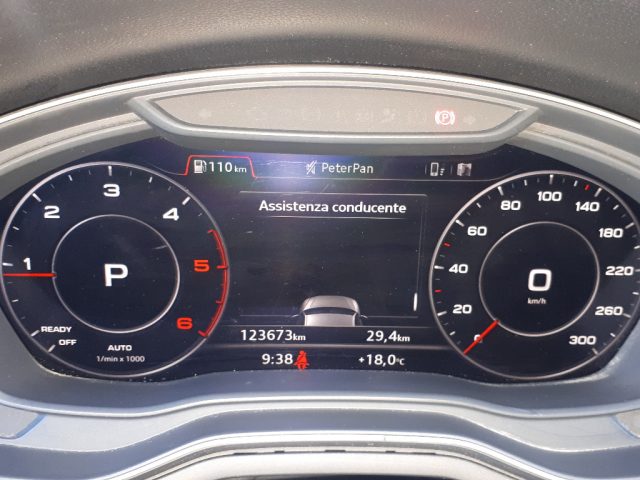 P
110 km
PeterPan
Assistenza conducente
1
2
3
4
5
6
P
READY
OFF
AUTO
1/min x 1000
0
20
40
60
80
100
140
180
220
260
300
0
km/h
123673km
29,4km
9:38
+18,0°C